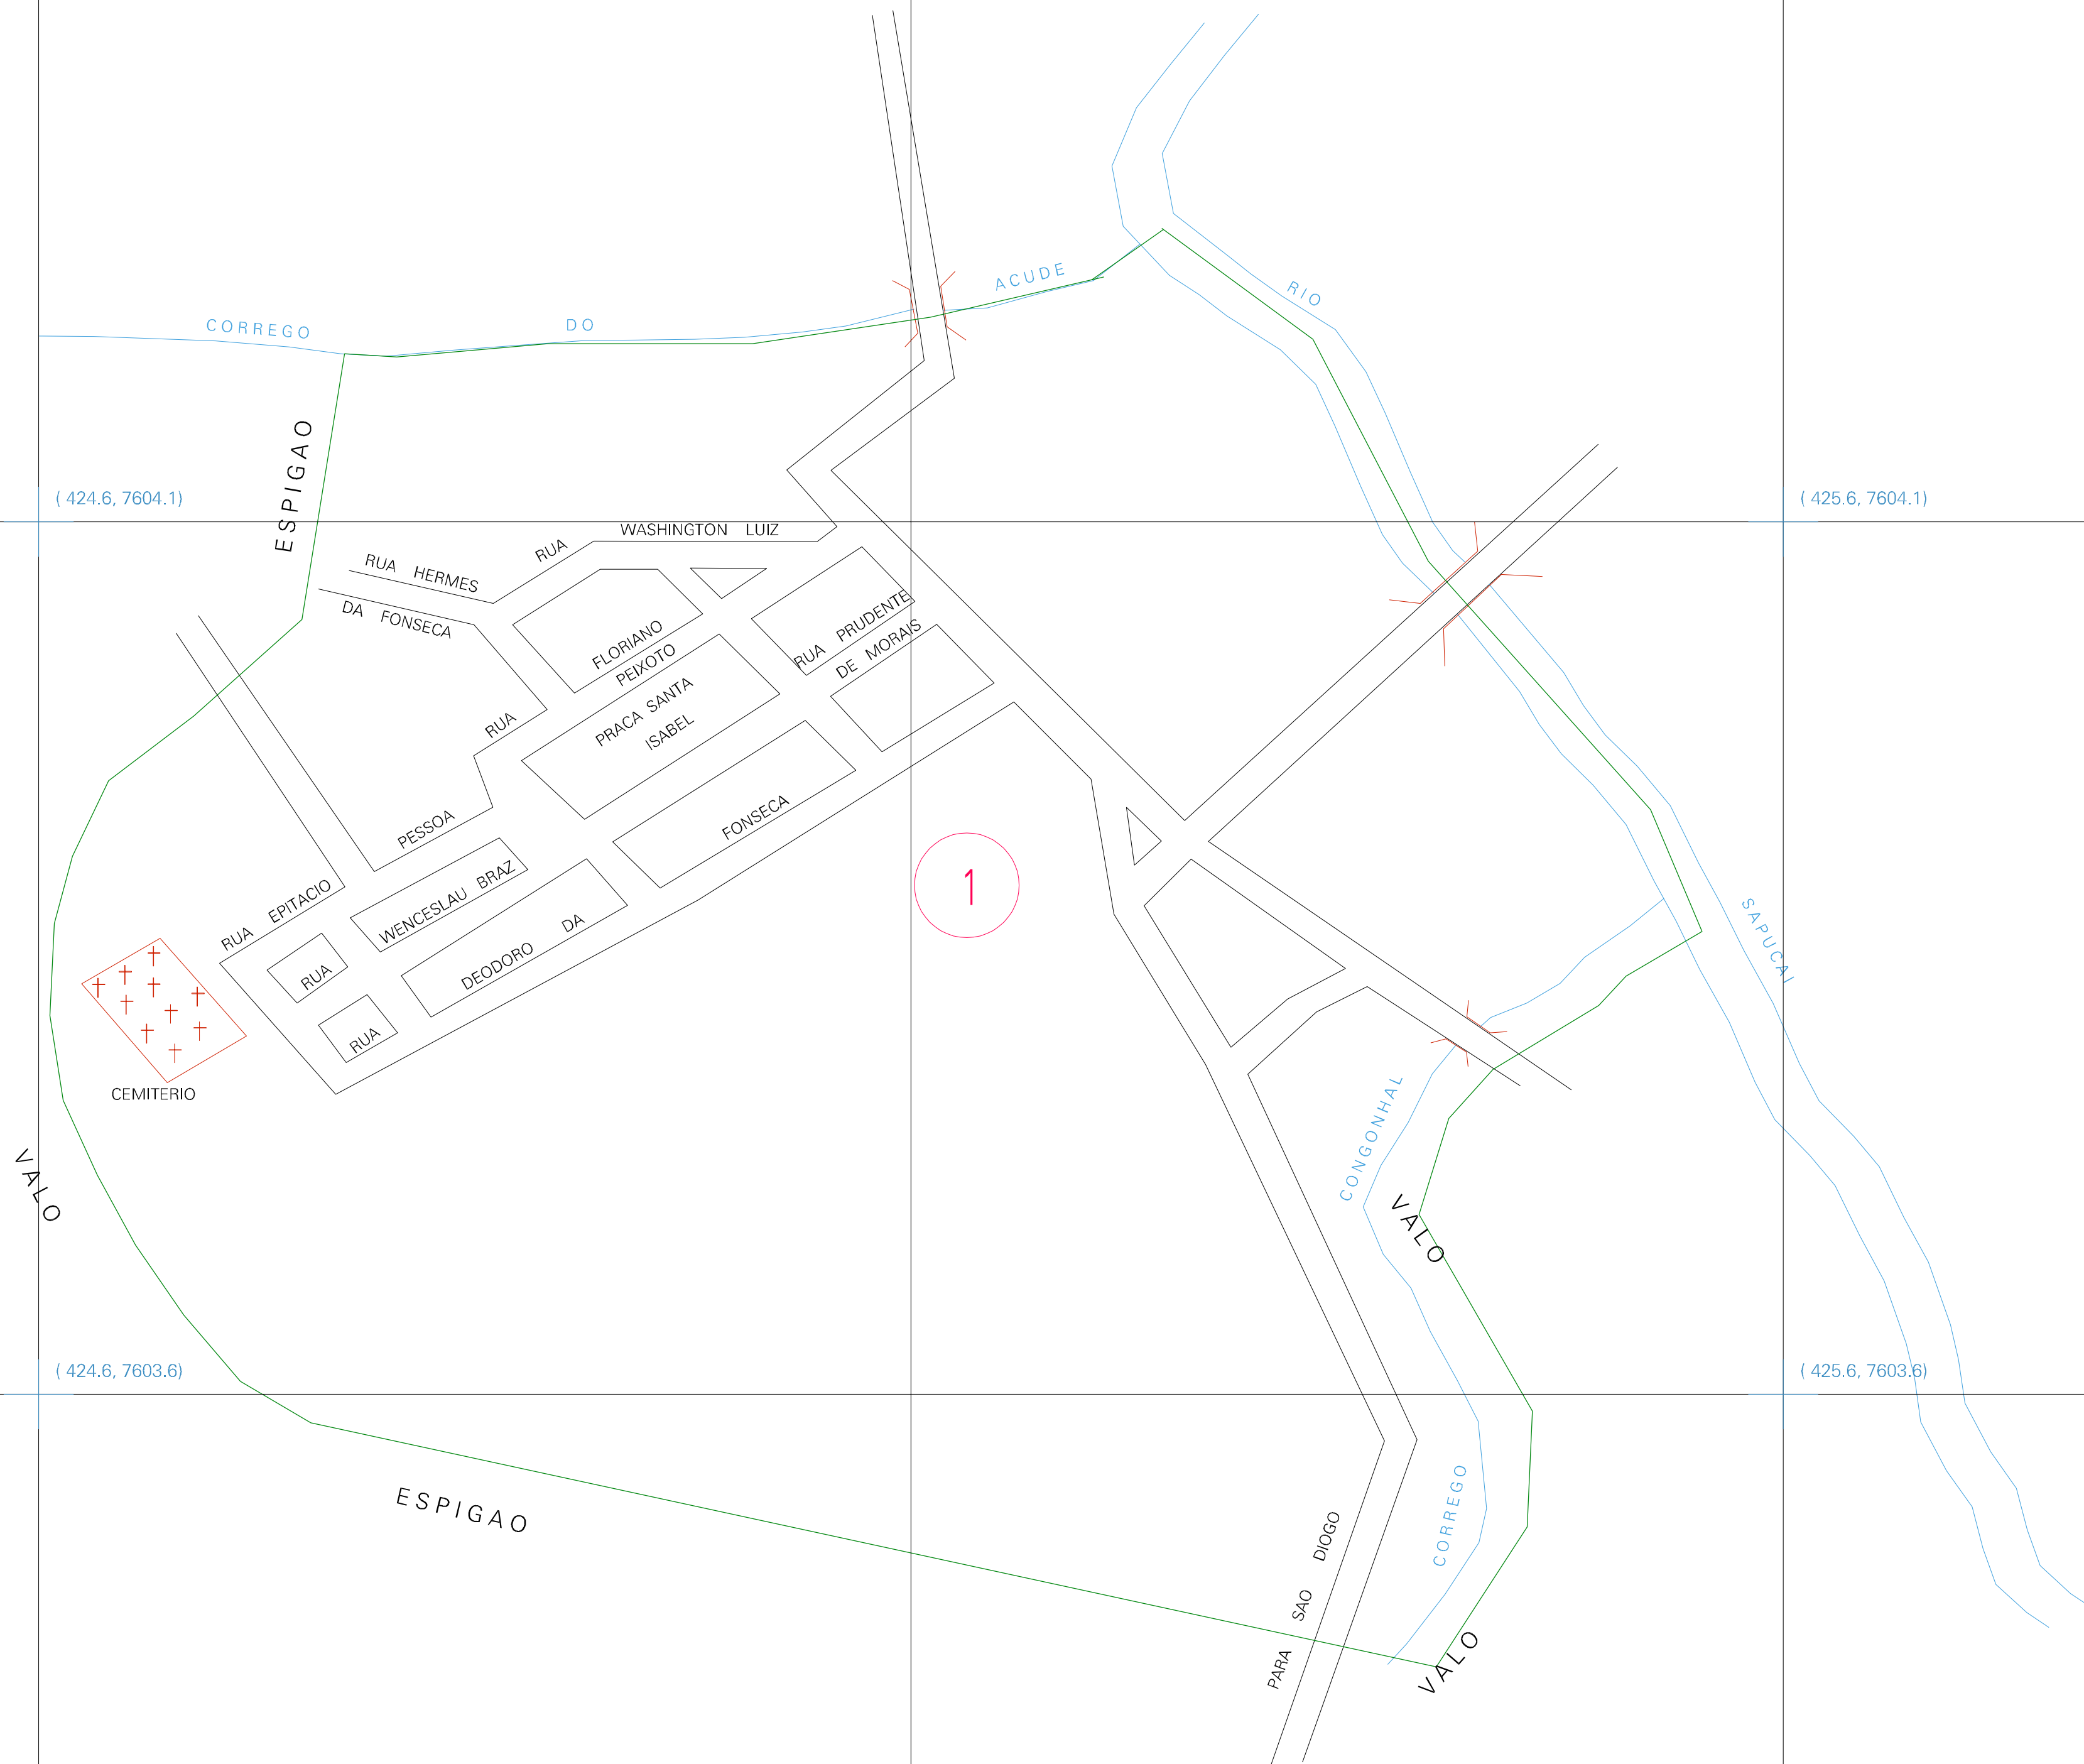 ACUDE
RIO
CORREGO
DO
ESPIGAO
( 424.6, 7604.1)
( 425.6, 7604.1)
WASHINGTON LUIZ
RUA
RUA HERMES
DA FONSECA
FLORIANO
PEIXOTO
RUA
RUA PRUDENTE
DE MORAIS
PRACA SANTA
ISABEL
PESSOA
RUA EPITACIO
FONSECA
WENCESLAU BRAZ
RUA
DEODORO DA
RUA
1
SAPUCAI
CEMITERIO
VALO
CONGONHAL
VALO
( 424.6, 7603.6)
( 425.6, 7603.6)
ESPIGAO
CORREGO
PARA SAO DIOGO
VALO